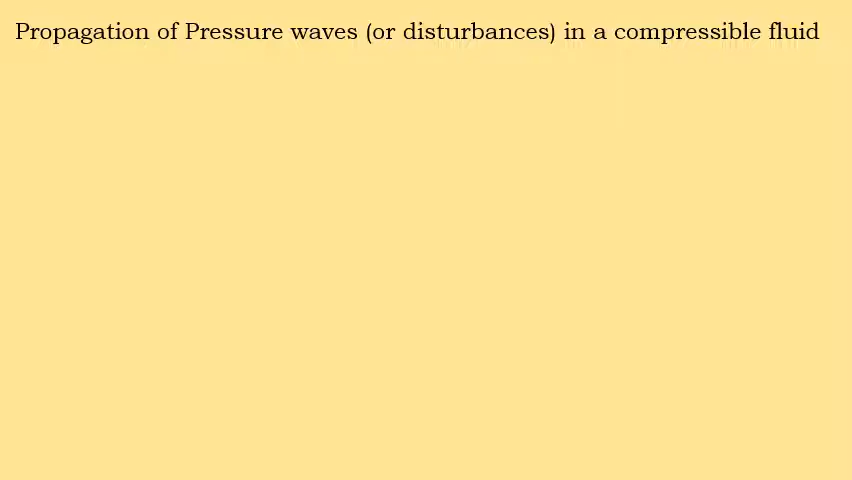 Propagation of Pressure waves (or disturbances) in a compressible fluid